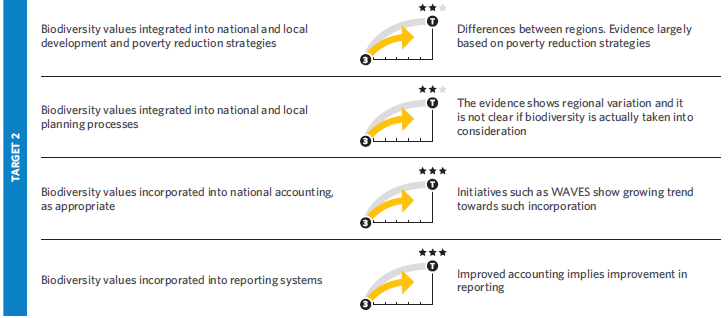 TARGET 2
Biodiversity values integrated into national and local
development and poverty reduction strategies
★★★
T
3
Differences between regions. Evidence largely
based on poverty reduction strategies
Biodiversity values integrated into national and local
planning processes
★★★
T
3
The evidence shows regional variation and it
is not clear if biodiversity is actually taken into
consideration
Biodiversity values incorporated into national accounting,
as appropriate
★★★
T
3
Initiatives such as WAVES show growing trend
towards such incorporation
Biodiversity values incorporated into reporting systems
★★★
T
3
Improved accounting implies improvement in
reporting